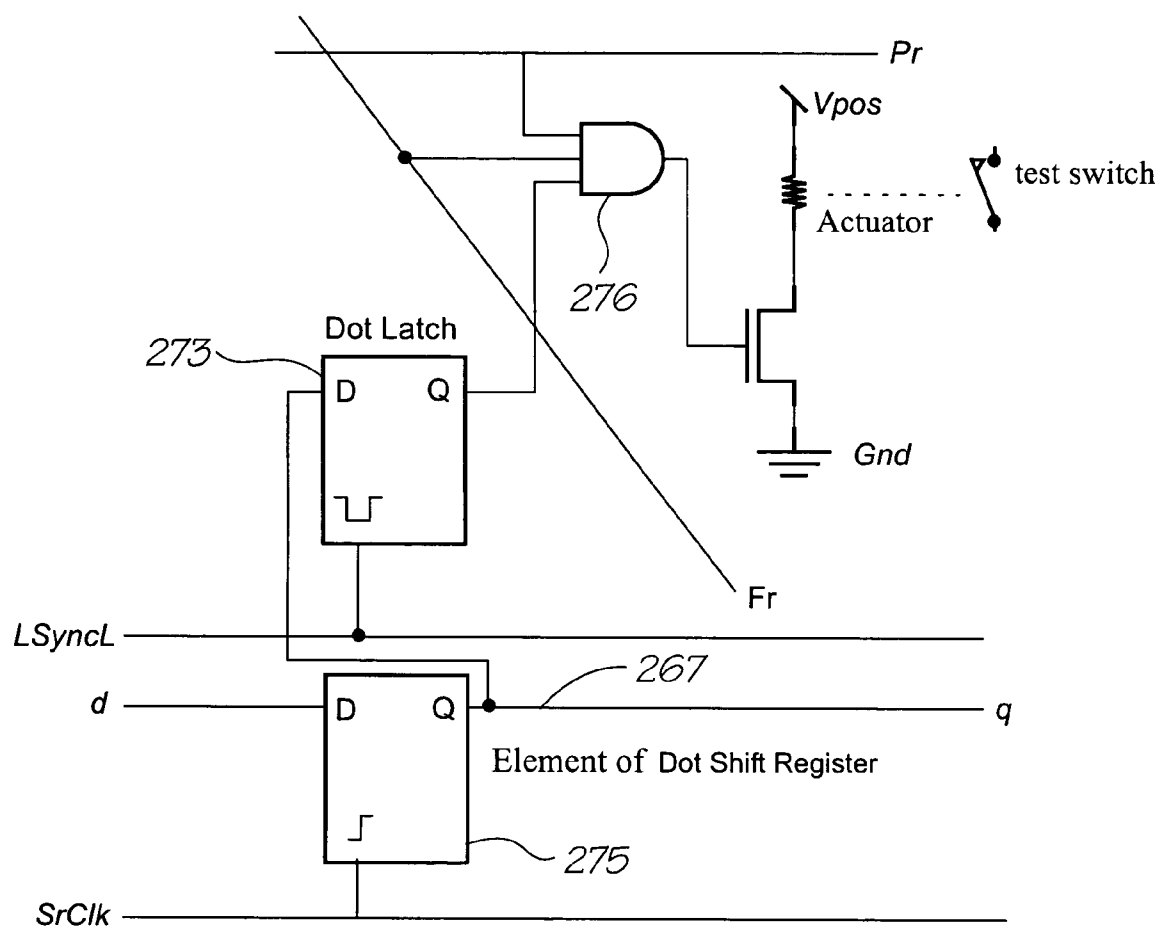 Pr
Vpos
test switch
Actuator
276
Dot Latch
273
D Q
Gnd
Fr
LSyncL
267
d
D Q
q
Element of Dot Shift Register
275
SrClk